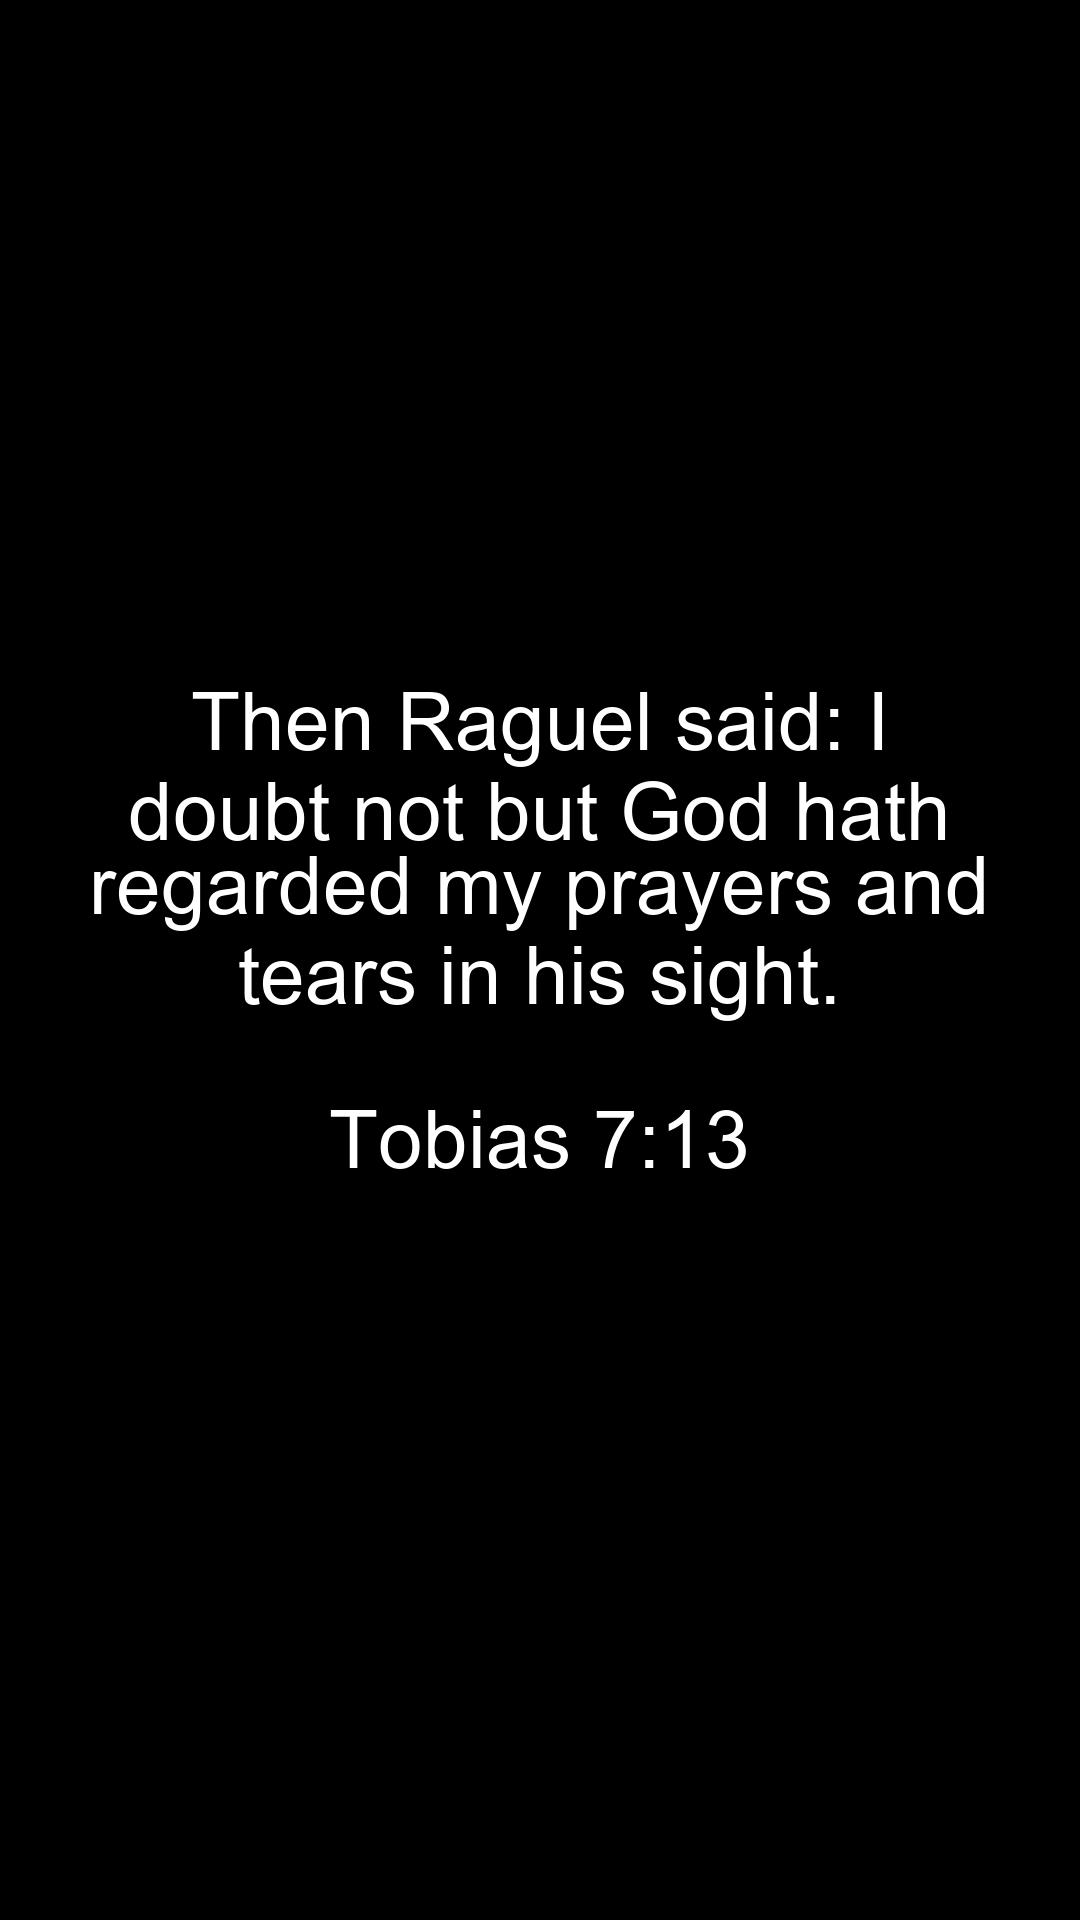 Then Raguel said: I
doubt not but God hath
regarded my prayers and
tears in his sight.
Tobias 7:13